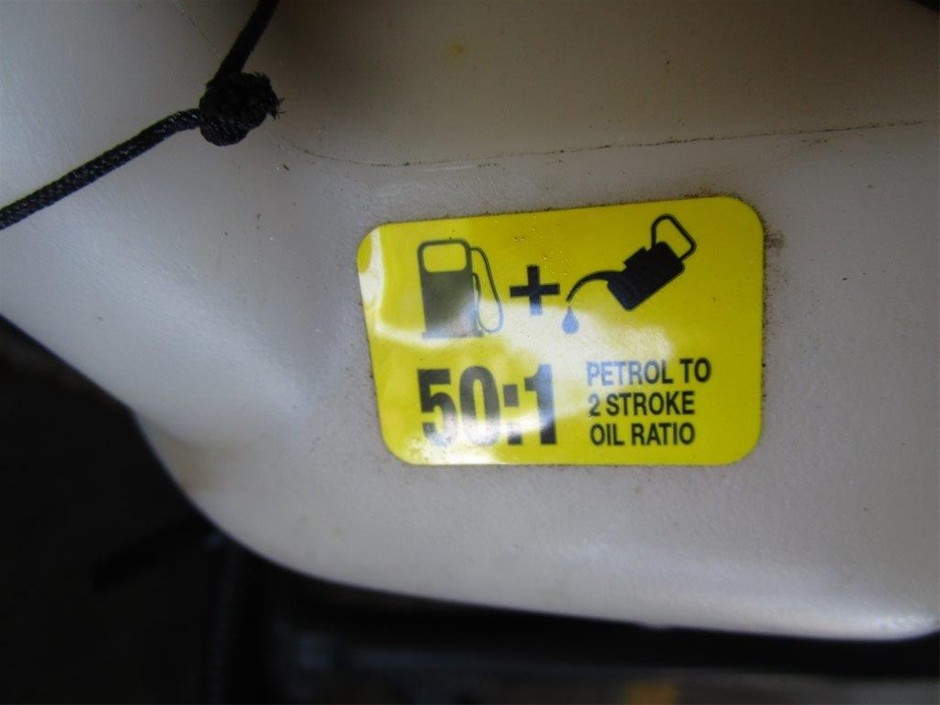 50:1
PETROL TO
2 STROKE
OIL RATIO